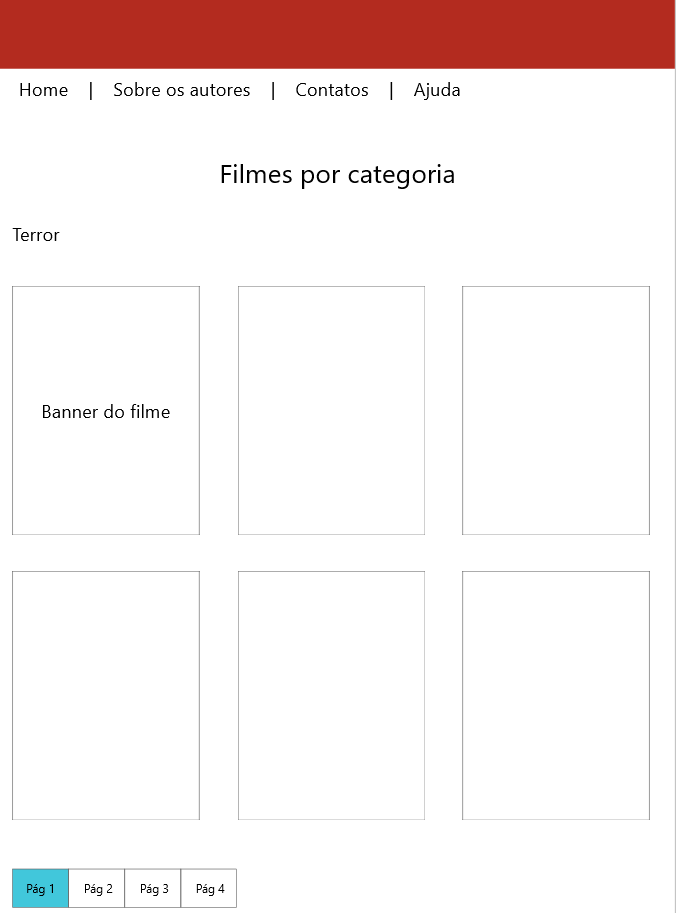 Home | Sobre os autores | Contatos | Ajuda
Filmes por categoria
Terror
Banner do filme
Pág 1 Pág 2 Pág 3 Pág 4